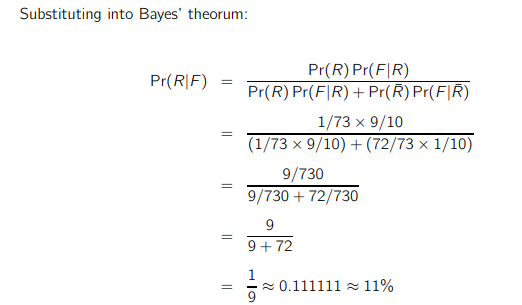 Substituting into Bayes' theorum:
Pr(R|F) = Pr(R) Pr(F|R) / Pr(R) Pr(F|R) + Pr(R̄) Pr(F|R̄)
= 1/73 × 9/10 / (1/73 × 9/10) + (72/73 × 1/10)
= 9/730 / 9/730 + 72/730
= 9 / 9 + 72
= 1/9 ≈ 0.111111 ≈ 11%